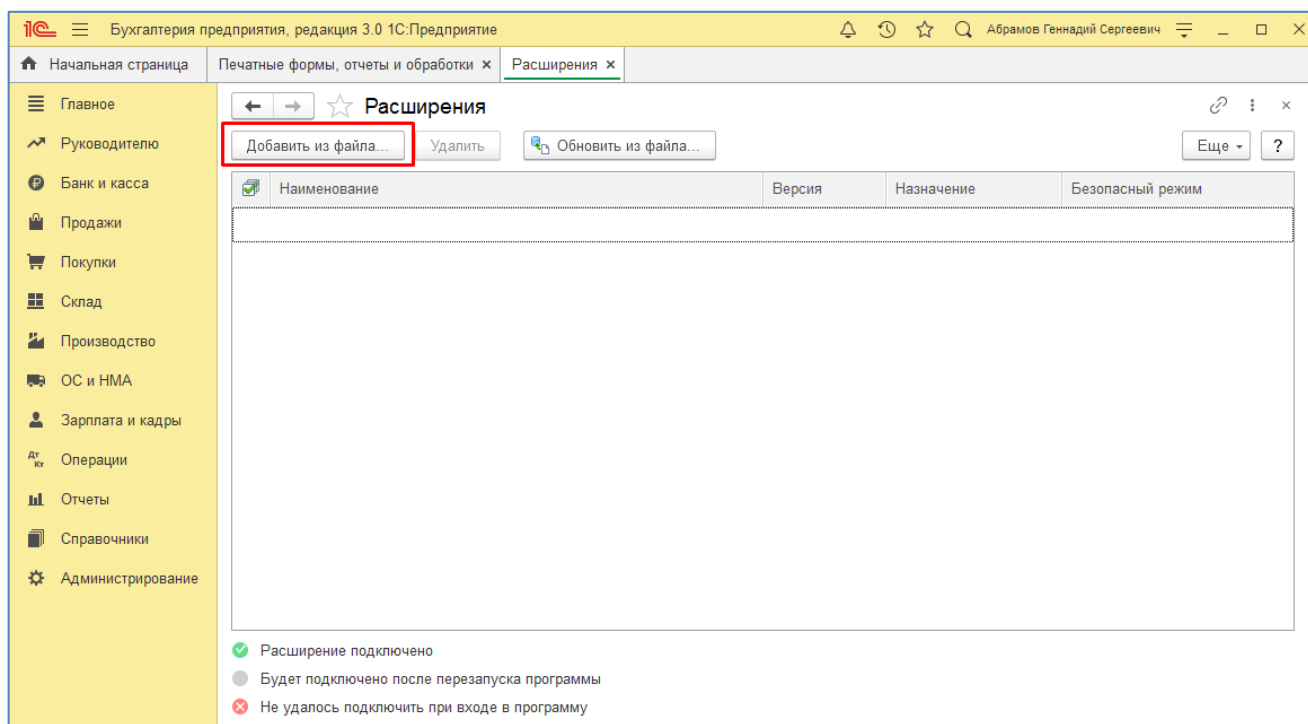 1С Бухгалтерия предприятия, редакция 3.0 1С:Предприятие Абрамов Геннадий Сергеевич
Начальная страница Печатные формы, отчеты и обработки × Расширения ×
Главное
Руководителю
Банк и касса
Продажи
Покупки
Склад
Производство
ОС и НМА
Зарплата и кадры
Дт Кт Операции
Отчеты
Справочники
Администрирование
Расширения
Добавить из файла... Удалить Обновить из файла... Еще ?
Наименование Версия Назначение Безопасный режим
Расширение подключено
Будет подключено после перезапуска программы
Не удалось подключить при входе в программу